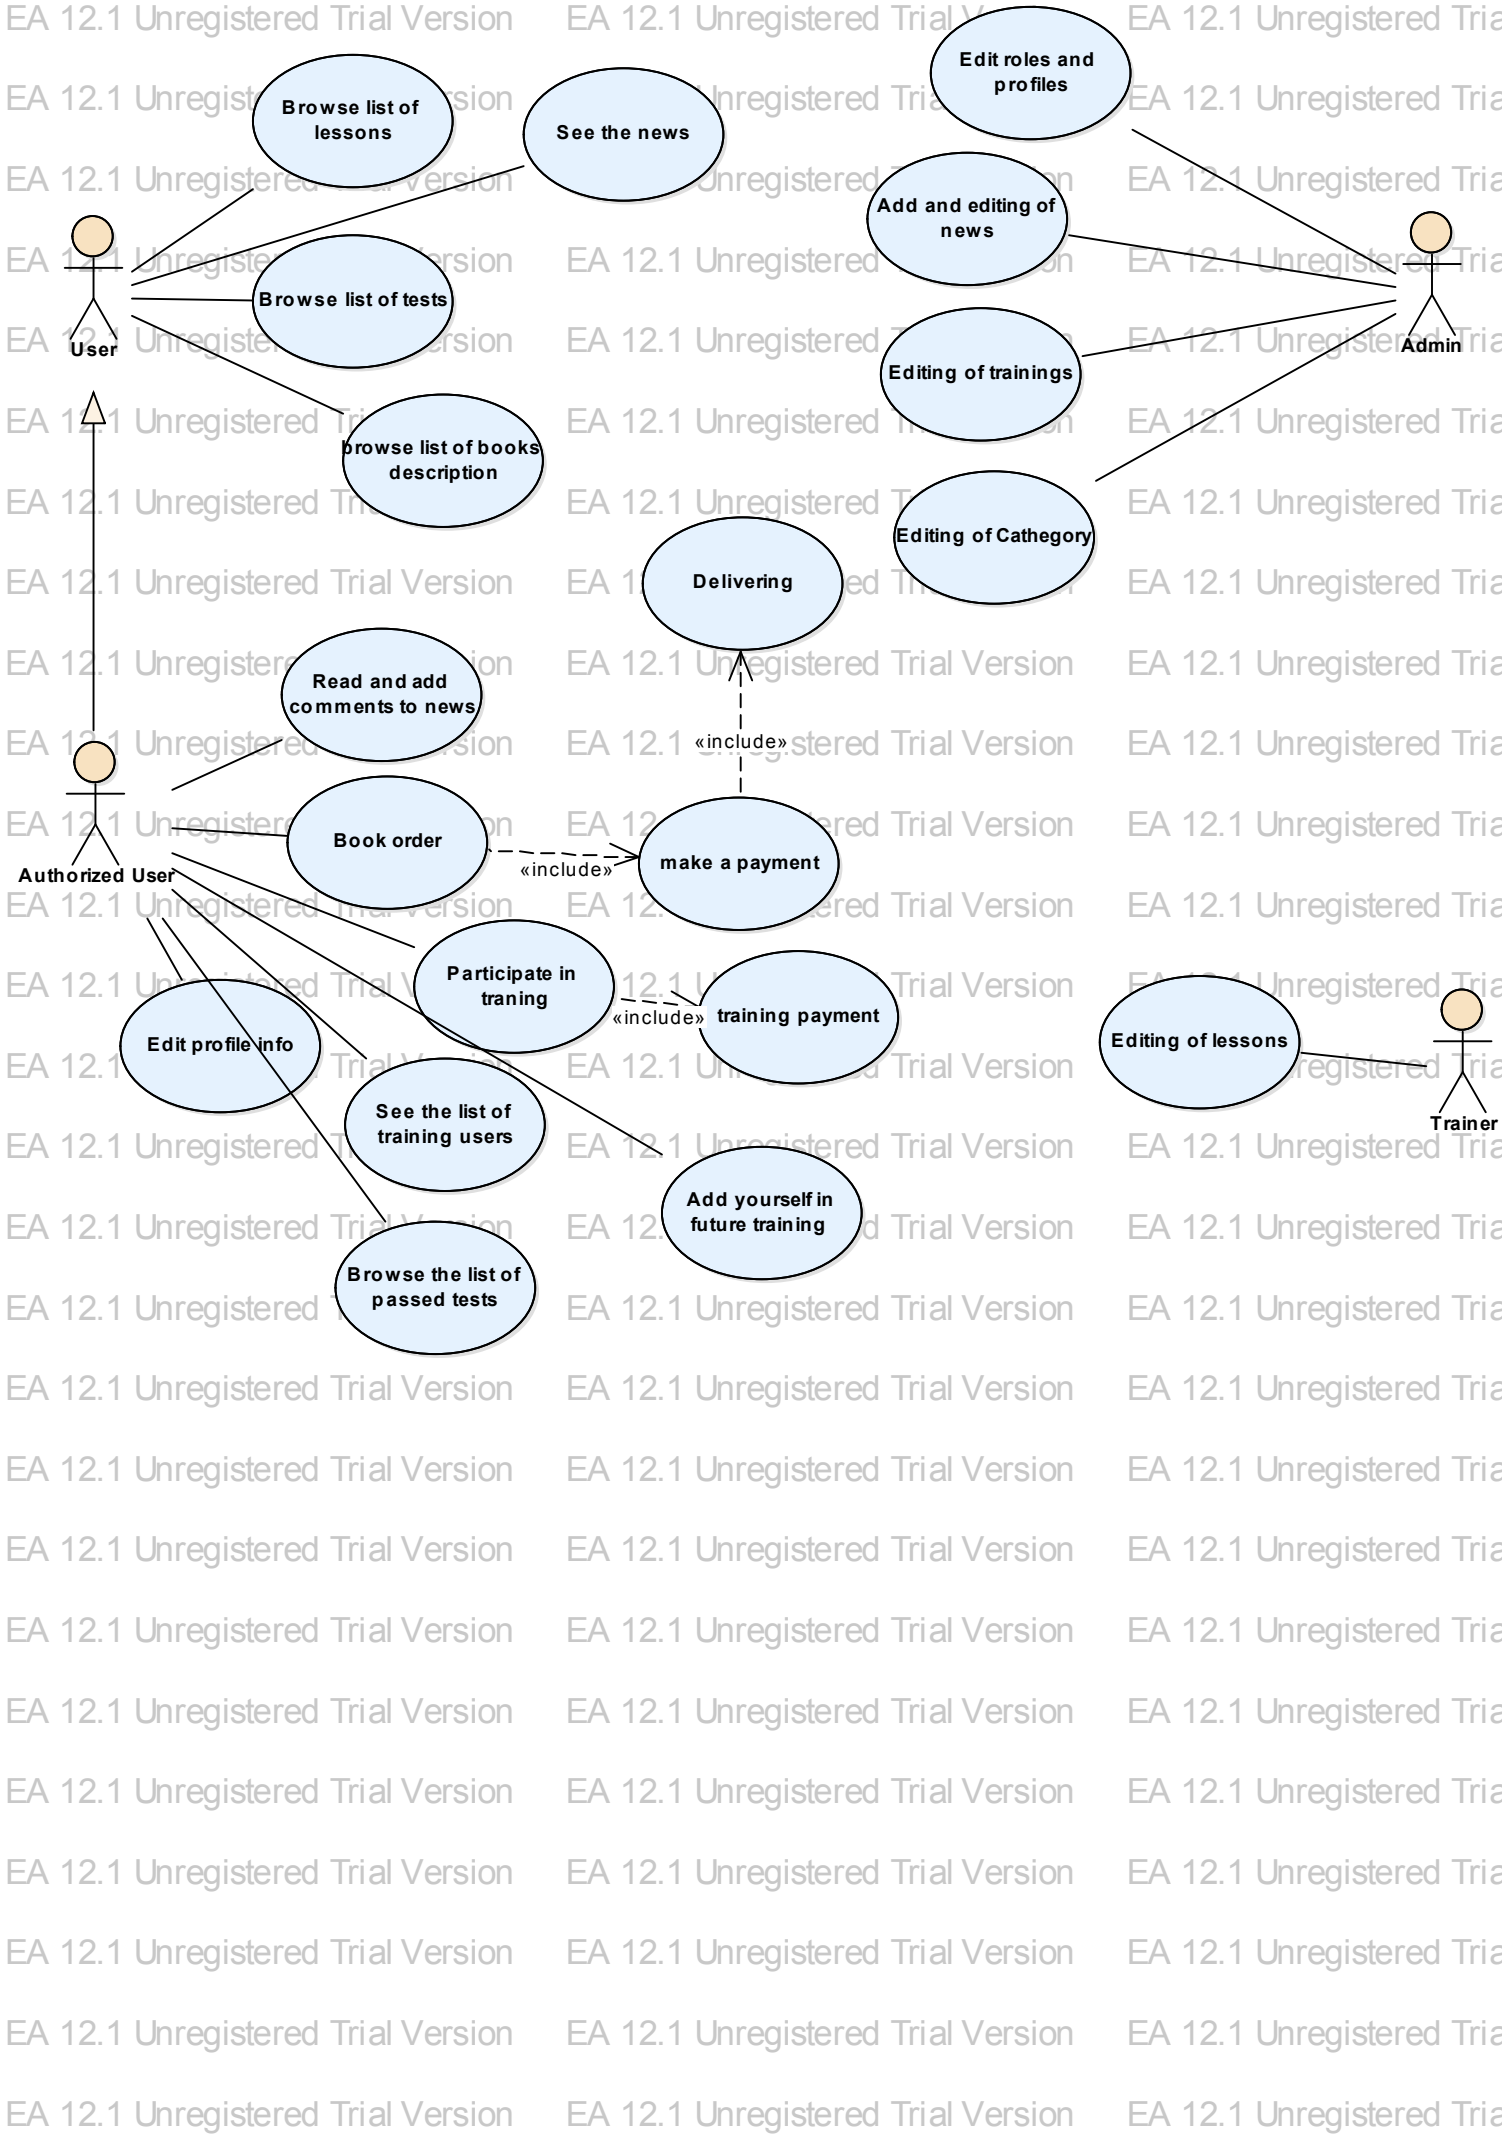 EA 12.1 Unregistered Trial Version
Browse list of
lessons
See the news
Edit roles and
profiles
Add and editing of
news
User
Browse list of tests
Admin
Editing of trainings
browse list of books
description
Editing of Cathegory
Delivering
Read and add
comments to news
«include»
Authorized User
Book order
«include»
make a payment
Participate in
traning
«include»
training payment
Edit profile info
Editing of lessons
Trainer
See the list of
training users
Add yourself in
future training
Browse the list of
passed tests